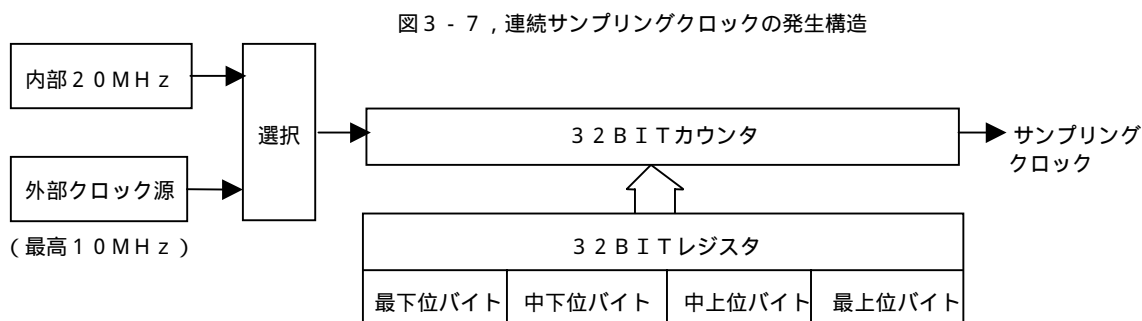 図３－７，連続サンプリングクロックの発生構造
内部２０ＭＨｚ
選択
３２ＢＩＴカウンタ
サンプリング
クロック
外部クロック源
(最高１０ＭＨｚ)
３２ＢＩＴレジスタ
最下位バイト
中下位バイト
中上位バイト
最上位バイト